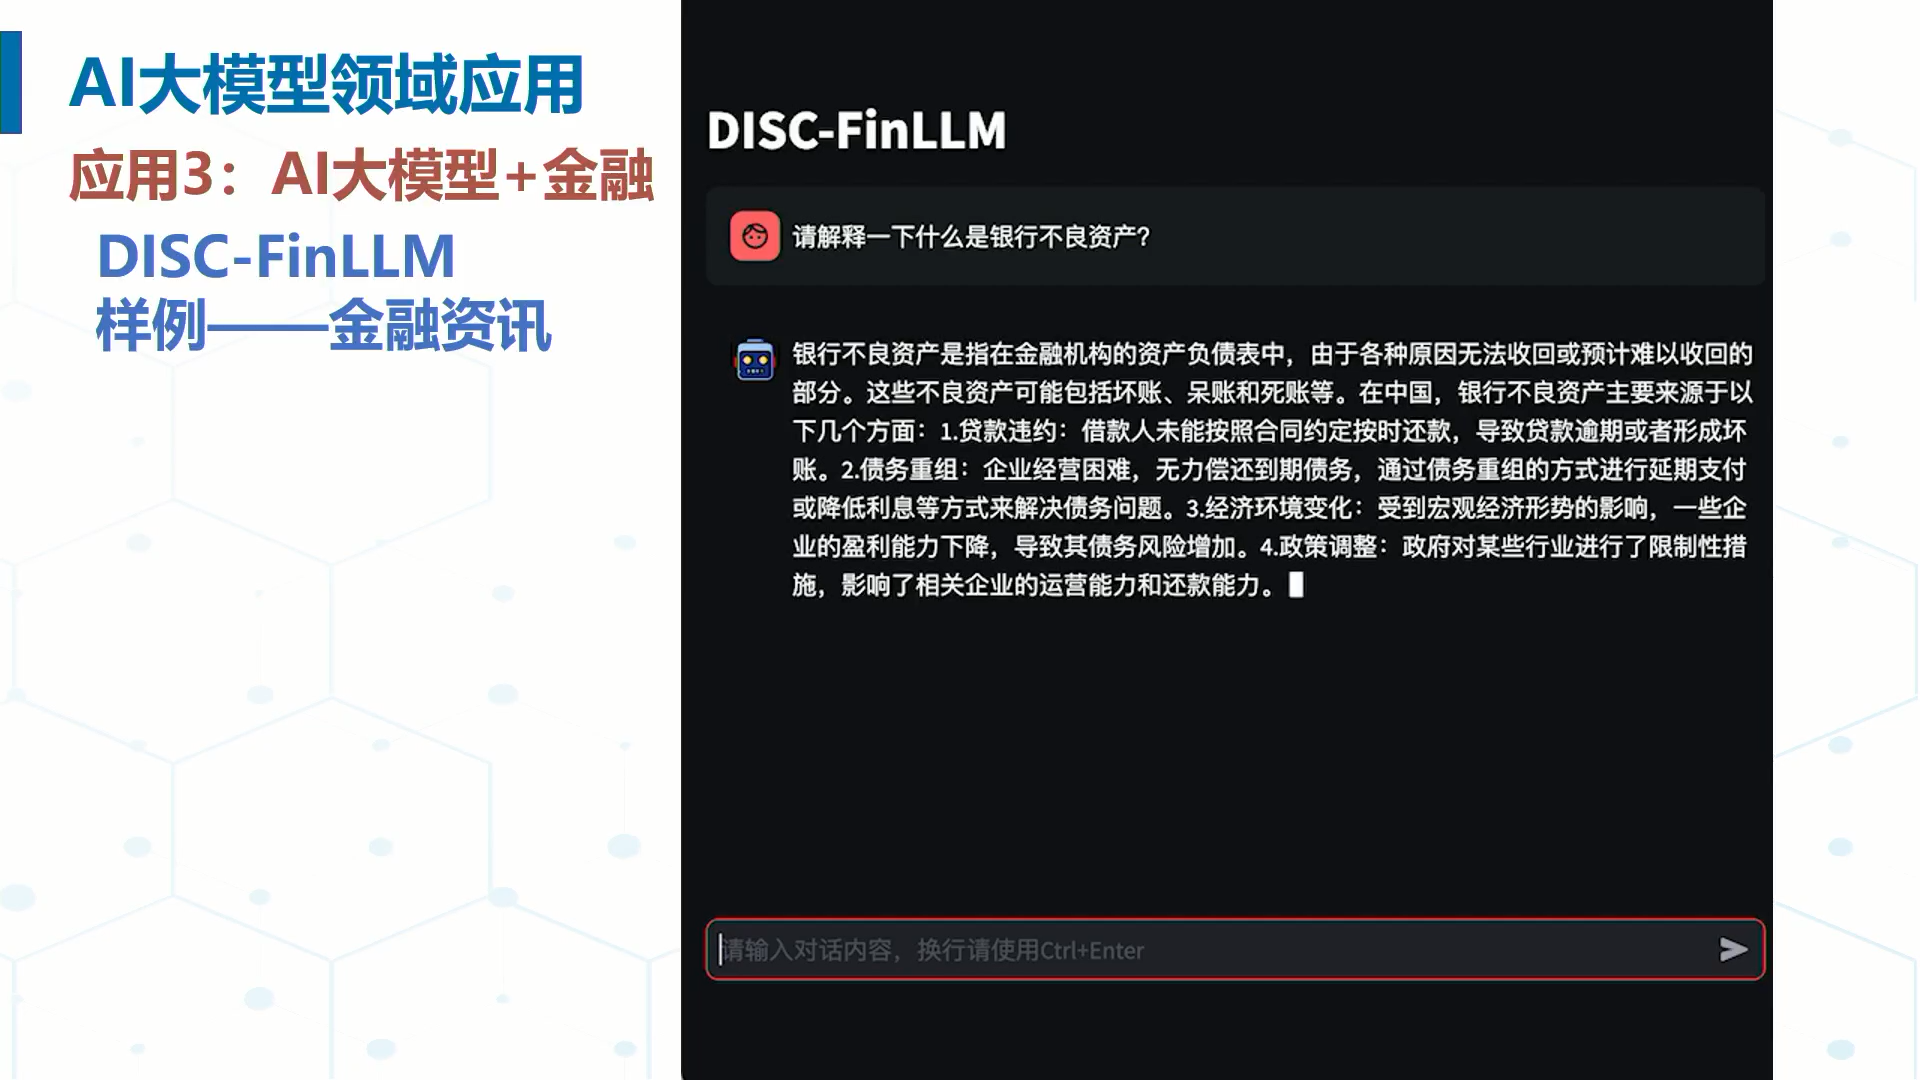 AI大模型领域应用
应用3：AI大模型+金融
DISC-FinLLM
样例——金融资讯
DISC-FinLLM
请解释一下什么是银行不良资产？
银行不良资产是指在金融机构的资产负债表中，由于各种原因无法收回或预计难以收回的
部分。这些不良资产可能包括坏账、呆账和死账等。在中国，银行不良资产主要来源于以
下几个方面：1.贷款违约：借款人未能按照合同约定按时还款，导致贷款逾期或者形成坏
账。2.债务重组：企业经营困难，无力偿还到期债务，通过债务重组的方式进行延期支付
或降低利息等方式来解决债务问题。3.经济环境变化：受到宏观经济形势的影响，一些企
业的盈利能力下降，导致其债务风险增加。4.政策调整：政府对某些行业进行了限制性措
施，影响了相关企业的运营能力和还款能力。
请输入对话内容，换行请使用Ctrl+Enter